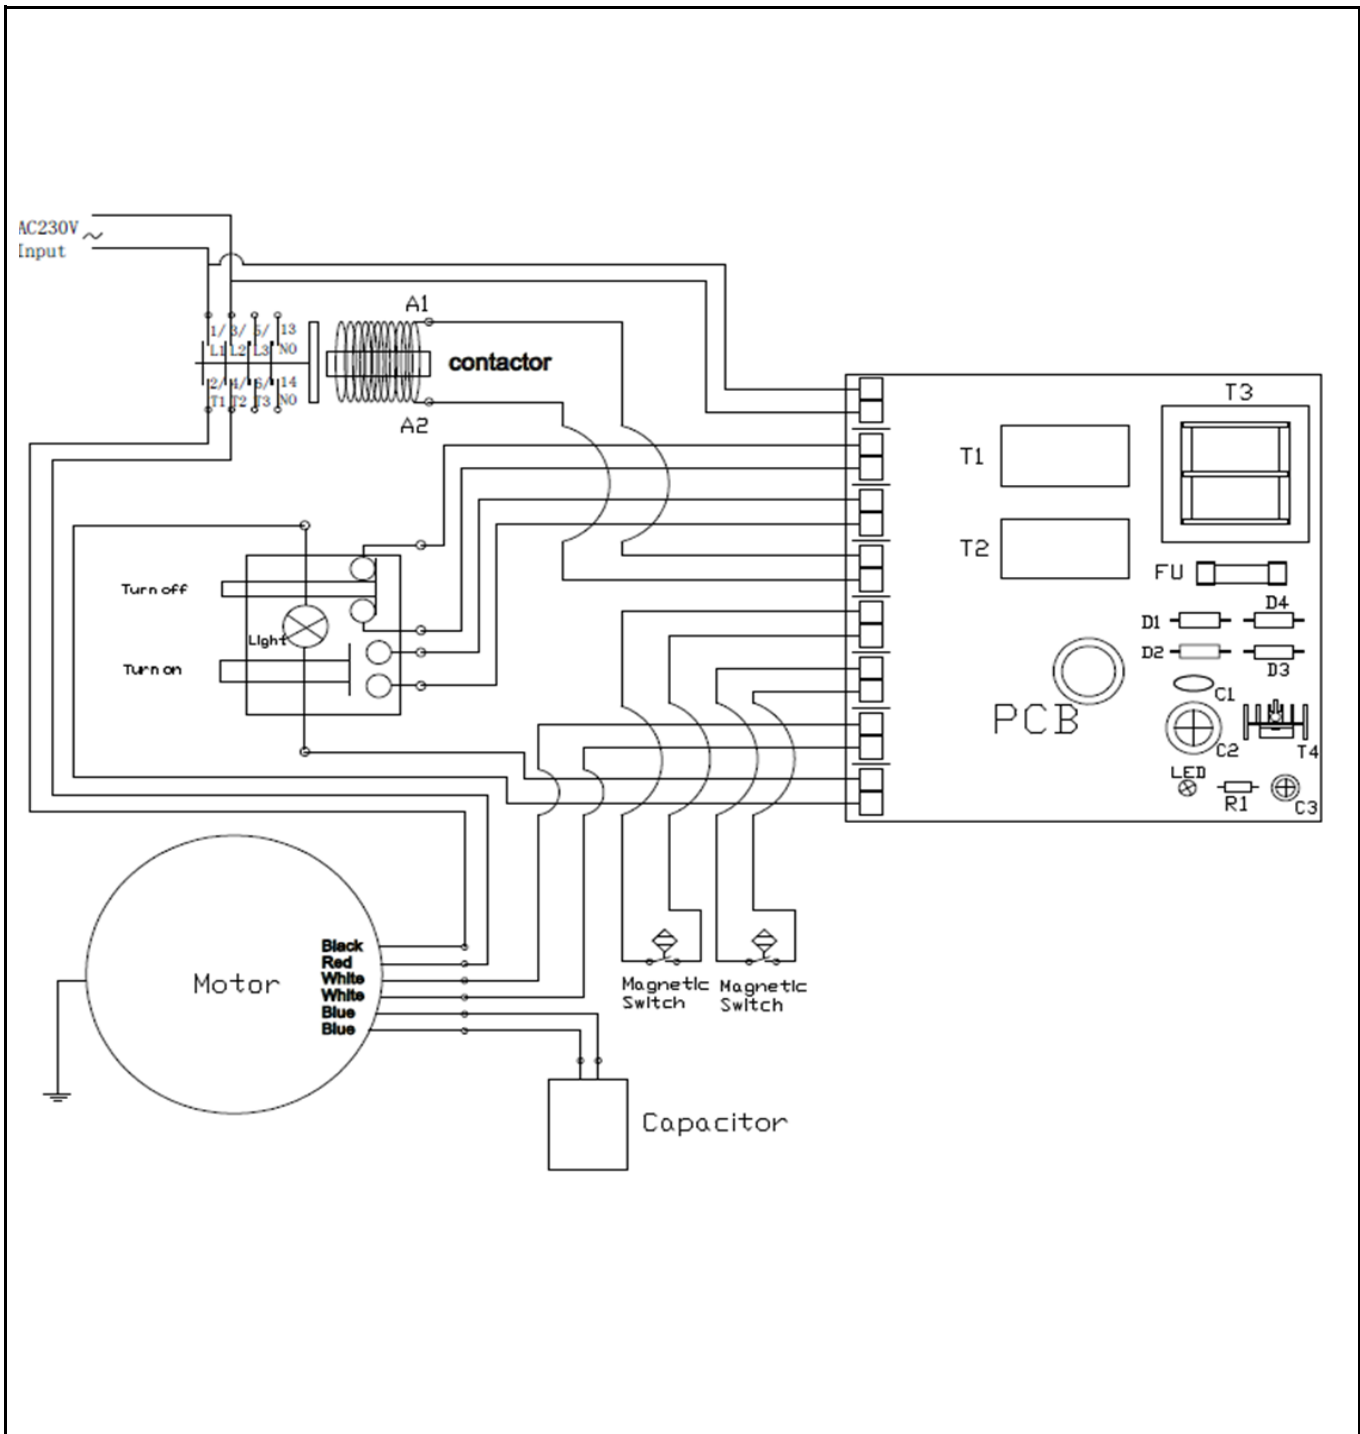 AC230V
Input
A1
1/ 3/ 5/ 13
L1 L2 L3 NO
contactor
2/ 4/ 6/ 14
T1 T2 T3 NO
A2
T3
T1
T2
FU
Turn off
D4
D1
Light
D2
Turn on
D3
C1
PCB
C2
T4
LED
R1
C3
Black
Red
White
White
Blue
Blue
Motor
Magnetic
Switch
Magnetic
Switch
Capacitor